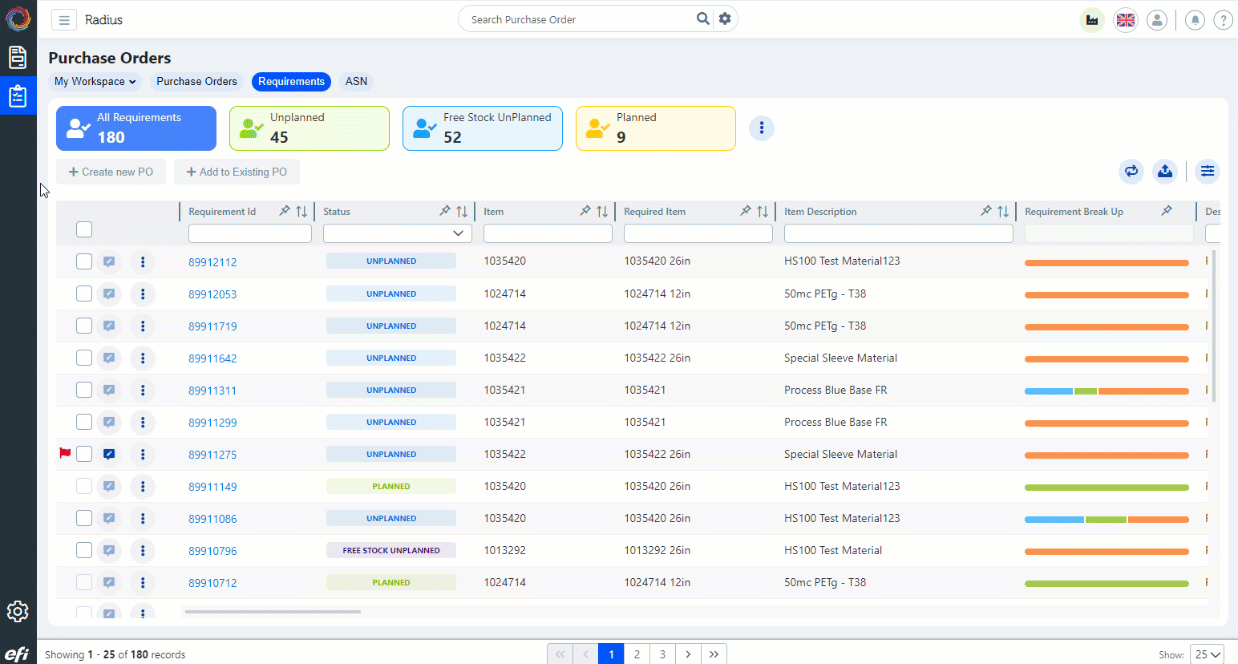 Radius
Search Purchase Order
?
Purchase Orders
My Workspace Purchase Orders Requirements ASN
All Requirements
180
Unplanned
45
Free Stock UnPlanned
52
Planned
9
+ Create new PO + Add to Existing PO
Requirement Id Status Item Required Item Item Description Requirement Break Up
89912112 UNPLANNED 1035420 1035420 26in HS100 Test Material123
89912053 UNPLANNED 1024714 1024714 12in 50mc PETg - T38
89911719 UNPLANNED 1024714 1024714 12in 50mc PETg - T38
89911642 UNPLANNED 1035422 1035422 26in Special Sleeve Material
89911311 UNPLANNED 1035421 1035421 Process Blue Base FR
89911299 UNPLANNED 1035421 1035421 Process Blue Base FR
89911275 UNPLANNED 1035422 1035422 26in Special Sleeve Material
89911149 PLANNED 1035420 1035420 26in HS100 Test Material123
89911086 UNPLANNED 1035420 1035420 26in HS100 Test Material123
89910796 FREE STOCK UNPLANNED 1013292 1013292 26in HS100 Test Material
89910712 PLANNED 1024714 1024714 12in 50mc PETg - T38
efi
Showing 1 - 25 of 180 records « ‹ 1 2 3 › » Show: 25